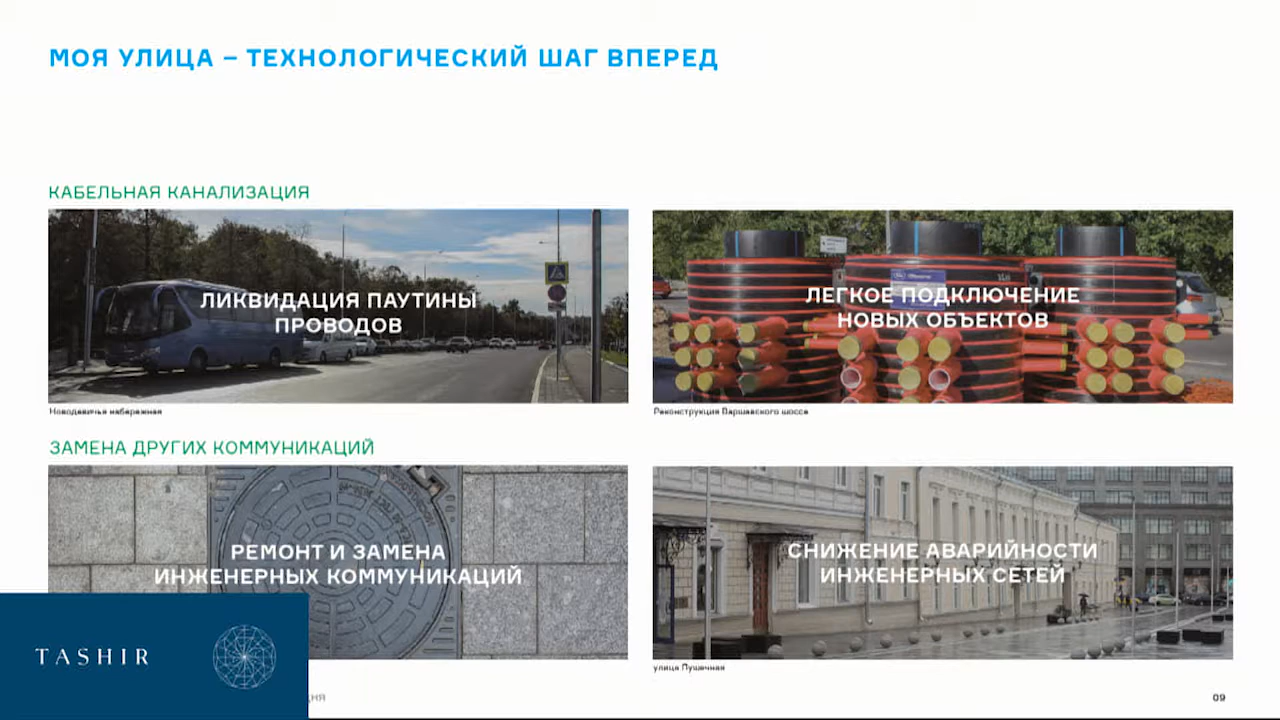 МОЯ УЛИЦА – ТЕХНОЛОГИЧЕСКИЙ ШАГ ВПЕРЕД
КАБЕЛЬНАЯ КАНАЛИЗАЦИЯ
ЛИКВИДАЦИЯ ПАУТИНЫ
ПРОВОДОВ
ЛЕГКОЕ ПОДКЛЮЧЕНИЕ
НОВЫХ ОБЪЕКТОВ
Новодевичья набережная
Реконструкция Варшавского шоссе
ЗАМЕНА ДРУГИХ КОММУНИКАЦИЙ
РЕМОНТ И ЗАМЕНА
ИНЖЕНЕРНЫХ КОММУНИКАЦИЙ
СНИЖЕНИЕ АВАРИЙНОСТИ
ИНЖЕНЕРНЫХ СЕТЕЙ
улица Пушечная
TASHIR
09